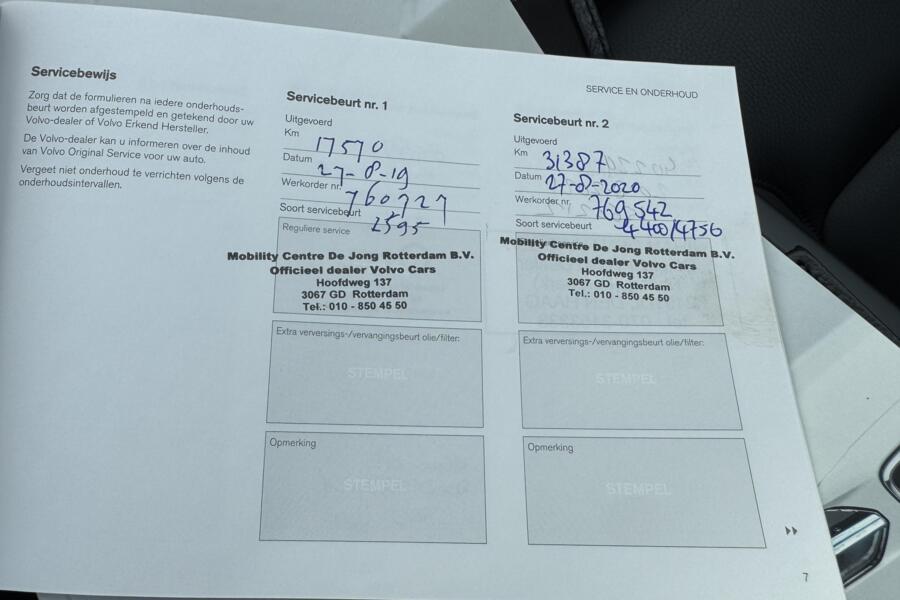 Servicebewijs
Zorg dat de formulieren na iedere onderhouds-
beurt worden afgestempeld en getekend door uw
Volvo-dealer of Volvo Erkend Hersteller.
De Volvo-dealer kan u informeren over de inhoud
van Volvo Original Service voor uw auto.
Vergeet niet onderhoud te verrichten volgens de
onderhoudsintervallen.
Servicebeurt nr. 1
Uitgevoerd
Km 17570
Datum 27-8-19
Werkorder nr. 760727
Soort servicebeurt 2595
Reguliere service
Mobility Centre De Jong Rotterdam B.V.
Officieel dealer Volvo Cars
Hoofdweg 137
3067 GD Rotterdam
Tel.: 010 - 850 45 50
Extra verversings-/vervangingsbeurt olie/filter:
STEMPEL
Opmerking
STEMPEL
SERVICE EN ONDERHOUD
Servicebeurt nr. 2
Uitgevoerd
Km 31387
Datum 27-8-2020
Werkorder nr. 769542
Soort servicebeurt 4400/4756
Mobility Centre De Jong Rotterdam B.V.
Officieel dealer Volvo Cars
Hoofdweg 137
3067 GD Rotterdam
Tel.: 010 - 850 45 50
Extra verversings-/vervangingsbeurt olie/filter:
STEMPEL
Opmerking
STEMPEL
7